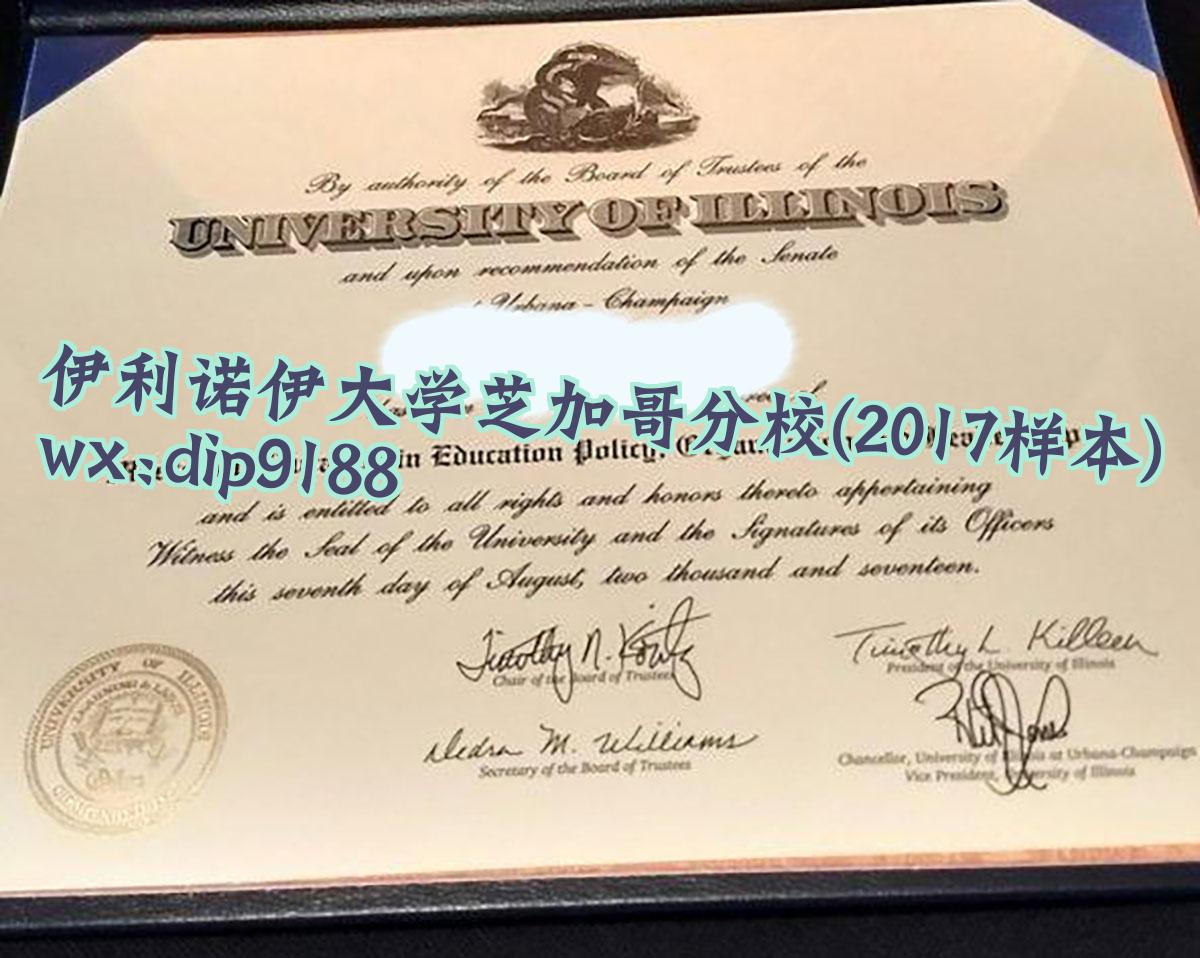 By authority of the Board of Trustees of the
UNIVERSITY OF ILLINOIS
and upon recommendation of the Senate
Urbana - Champaign
伊利诺伊大学芝加哥分校(2017样本)
wx:dip9188
in Education Policy,
and is entitled to all rights and honors thereto appertaining
Witness the Seal of the University and the Signatures of its Officers
this seventh day of August, two thousand and seventeen.
Timothy N. Koritz
Chair of the Board of Trustees
Timothy L Killeen
President of the University of Illinois
Dedra M. Williams
Secretary of the Board of Trustees
Chancellor, University of Illinois at Urbana-Champaign
Vice President, University of Illinois
UNIVERSITY OF ILLINOIS
LEARNING & LABOR